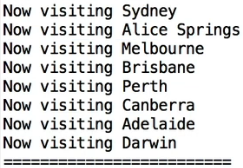 Now visiting Sydney
Now visiting Alice Springs
Now visiting Melbourne
Now visiting Brisbane
Now visiting Perth
Now visiting Canberra
Now visiting Adelaide
Now visiting Darwin
========================